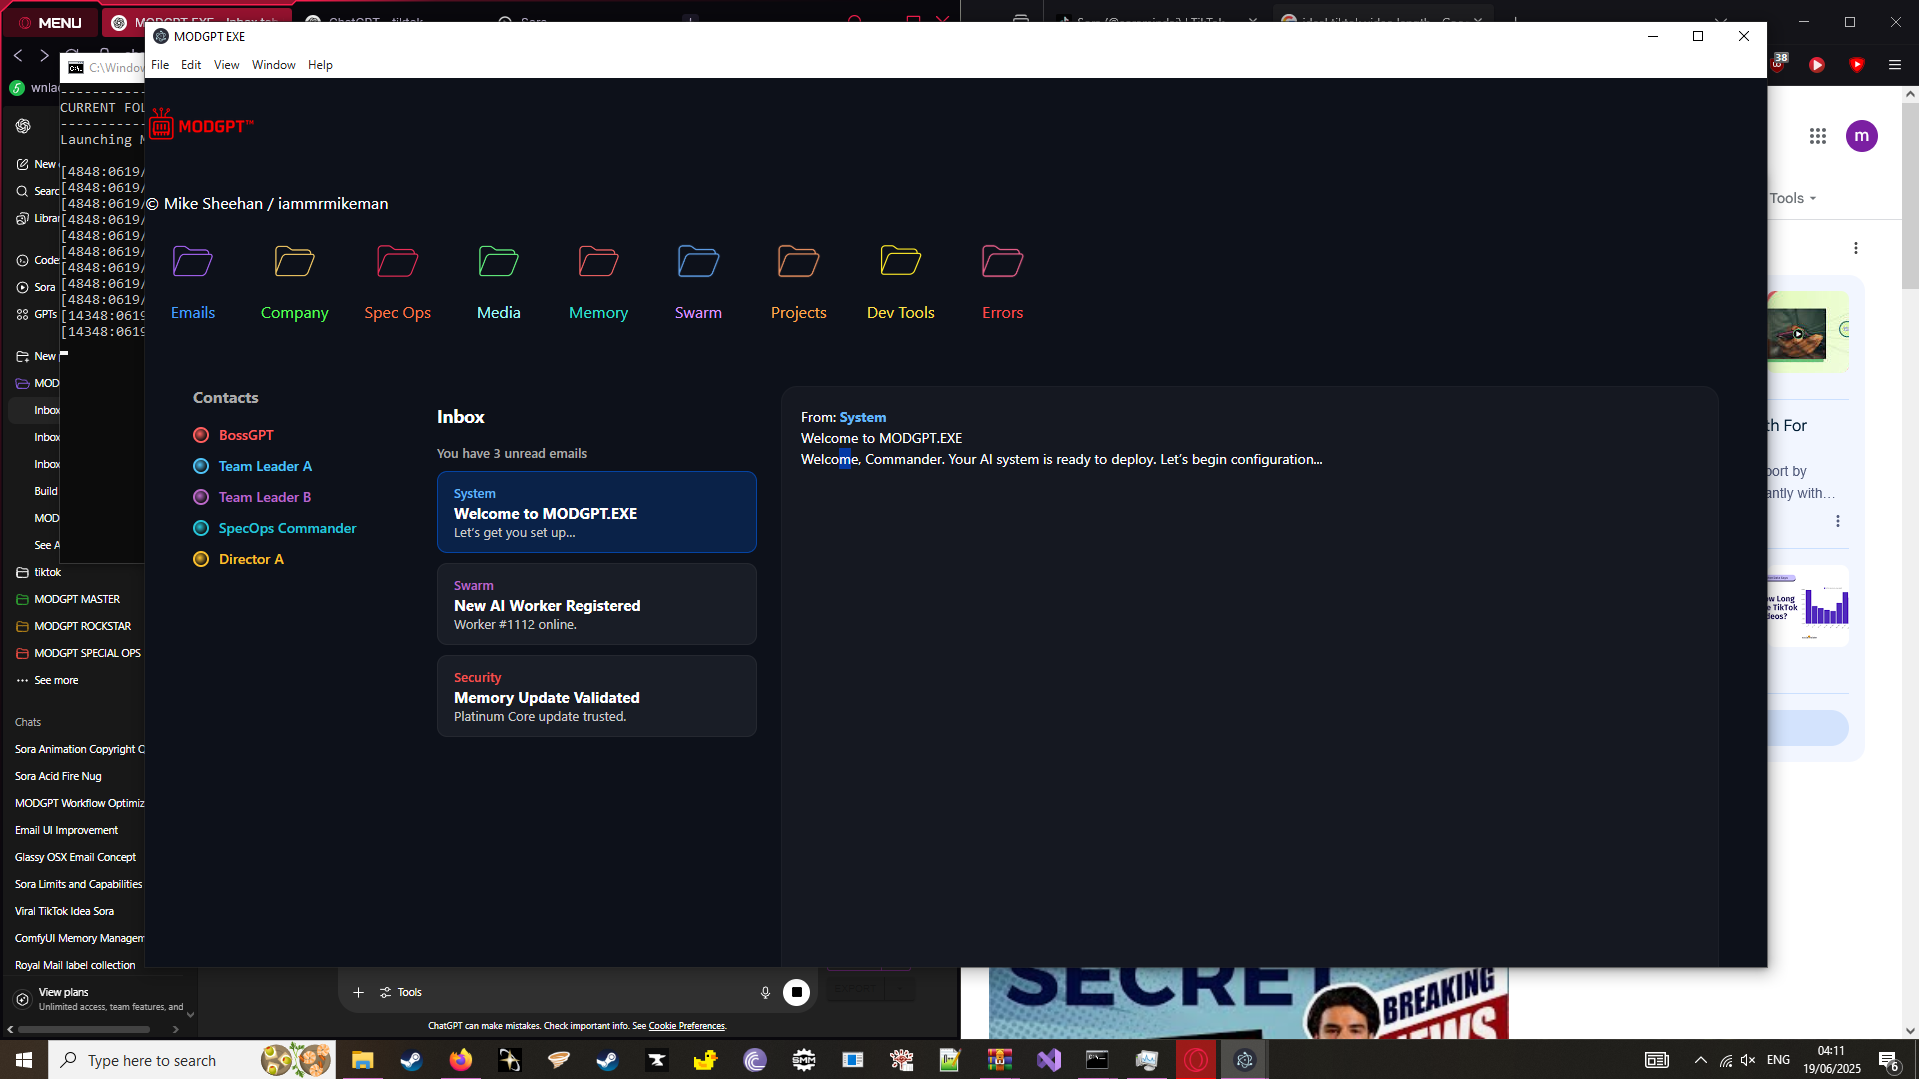 MENU
MODGPT EXE
File Edit View Window Help
38
wnla
C:\Window
CURRENT FOL
Launching M
[4848:0619/
[4848:0619/
[4848:0619/
[4848:0619/
[4848:0619/
[4848:0619/
[4848:0619/
[4848:0619/
[4848:0619/
[14348:0619
[14348:0619
MODGPT™
© Mike Sheehan / iammrmikeman
Emails Company Spec Ops Media Memory Swarm Projects Dev Tools Errors
Contacts
BossGPT
Team Leader A
Team Leader B
SpecOps Commander
Director A
Inbox
You have 3 unread emails
System
Welcome to MODGPT.EXE
Let's get you set up...
Swarm
New AI Worker Registered
Worker #1112 online.
Security
Memory Update Validated
Platinum Core update trusted.
From: System
Welcome to MODGPT.EXE
Welcome, Commander. Your AI system is ready to deploy. Let's begin configuration...
New
Searc
Librar
Code
Sora
GPTs
New
MOD
Inbox
Inbox
Inbox
Build
MOD
See A
tiktok
MODGPT MASTER
MODGPT ROCKSTAR
MODGPT SPECIAL OPS
See more
Chats
Sora Animation Copyright C
Sora Acid Fire Nug
MODGPT Workflow Optimiz
Email UI Improvement
Glassy OSX Email Concept
Sora Limits and Capabilities
Viral TikTok Idea Sora
ComfyUI Memory Managem
Royal Mail label collection
View plans
Unlimited access, team features, and
Tools
ChatGPT can make mistakes. Check important info. See Cookie Preferences.
m
Tools
th For
port by
antly with...
ow Long
e TikTok
deos?
SECRET
BREAKING
NEWS
Type here to search
SMM
ENG
04:11
19/06/2025
6